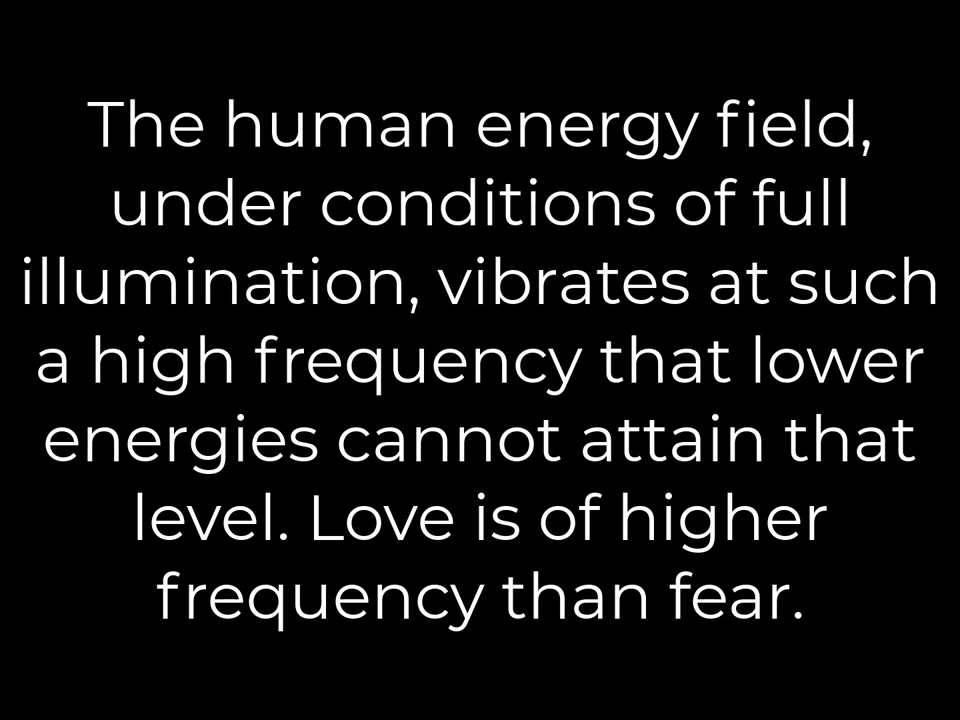 The human energy field,
under conditions of full
illumination, vibrates at such
a high frequency that lower
energies cannot attain that
level. Love is of higher
frequency than fear.